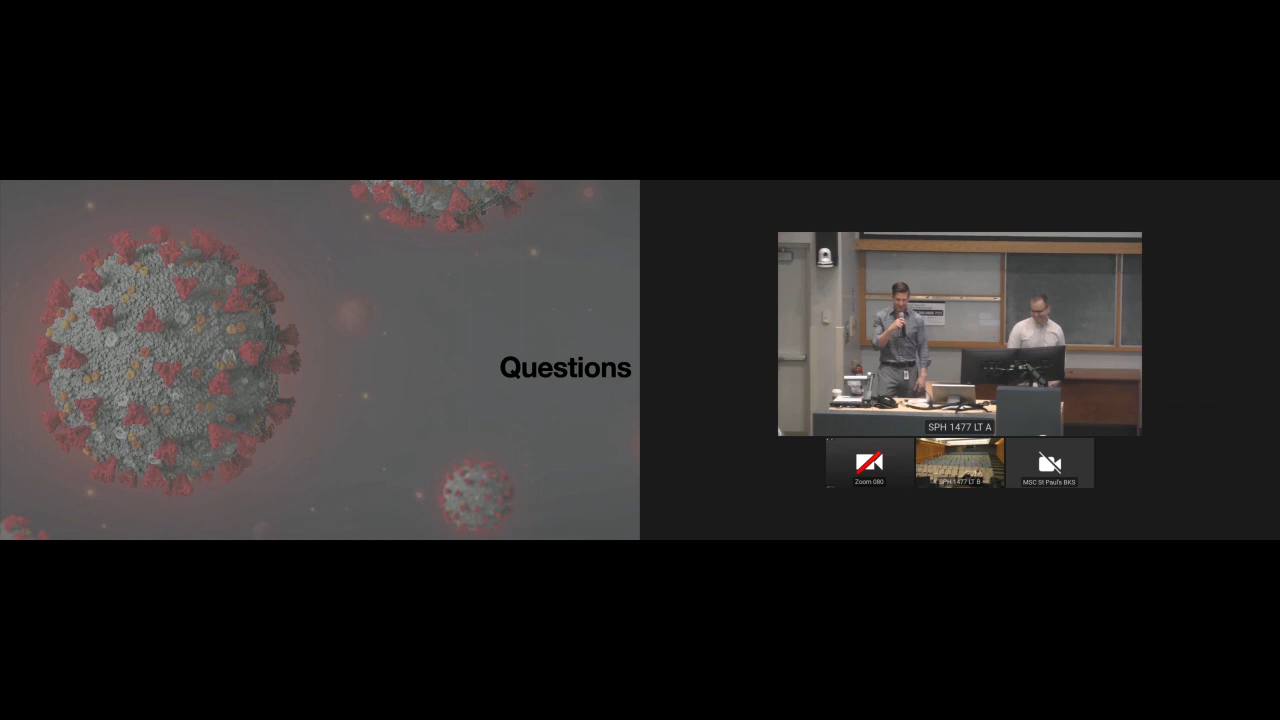 Questions
SPH 1477 LT A
Zoom 080
SPH 1477 LT B
MSC St Paul's BKS